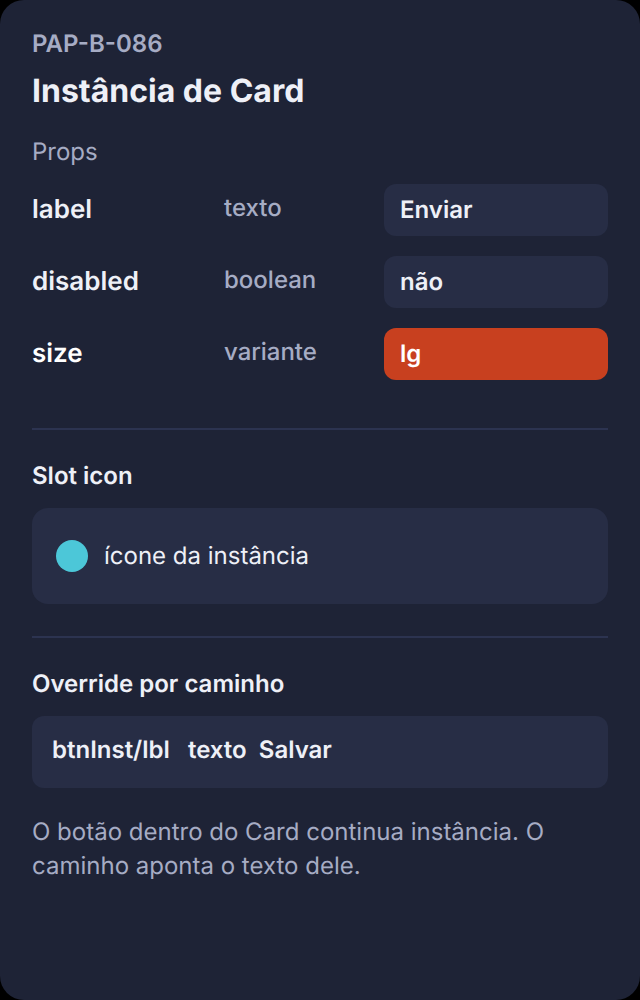 PAP-B-086
Instância de Card
Props
label texto Enviar
disabled boolean não
size variante lg
Slot icon
ícone da instância
Override por caminho
btnInst/lbl texto Salvar
O botão dentro do Card continua instância. O
caminho aponta o texto dele.